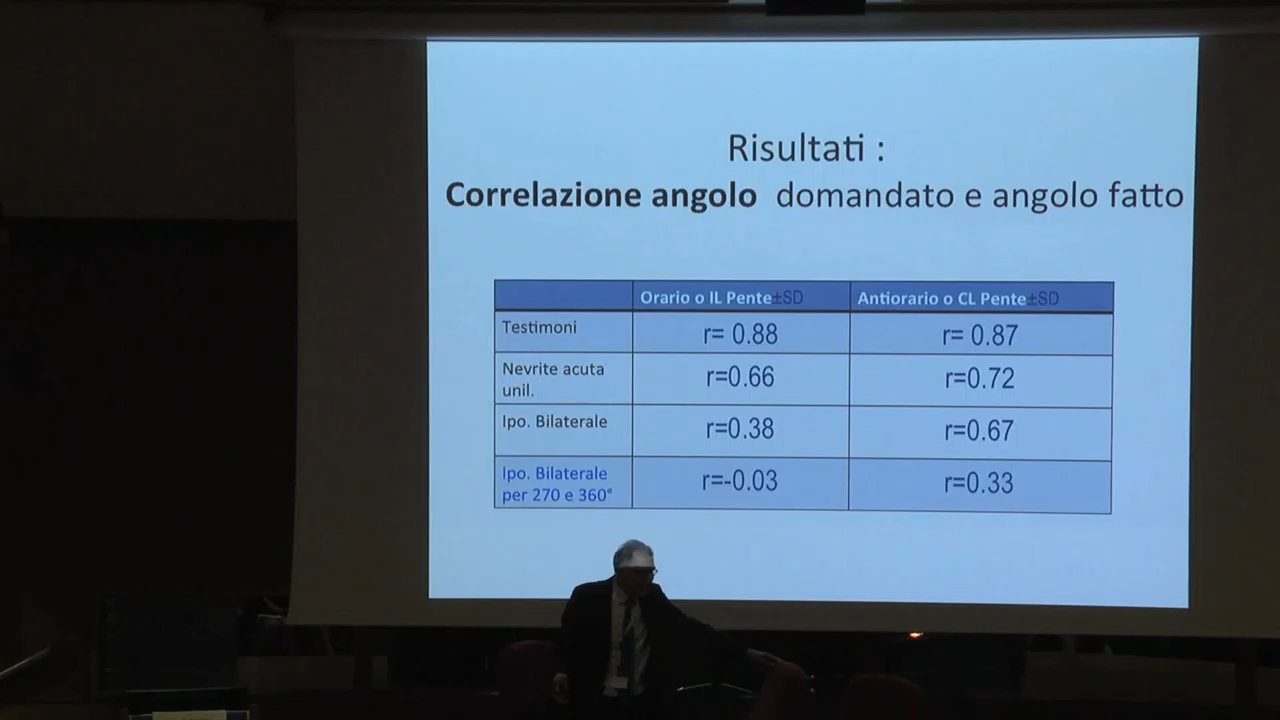 Risultati :
Correlazione angolo domandato e angolo fatto
Orario o IL Pente±SD Antiorario o CL Pente±SD
Testimoni r= 0.88 r= 0.87
Nevrite acuta
unil. r=0.66 r=0.72
Ipo. Bilaterale r=0.38 r=0.67
Ipo. Bilaterale
per 270 e 360° r=-0.03 r=0.33